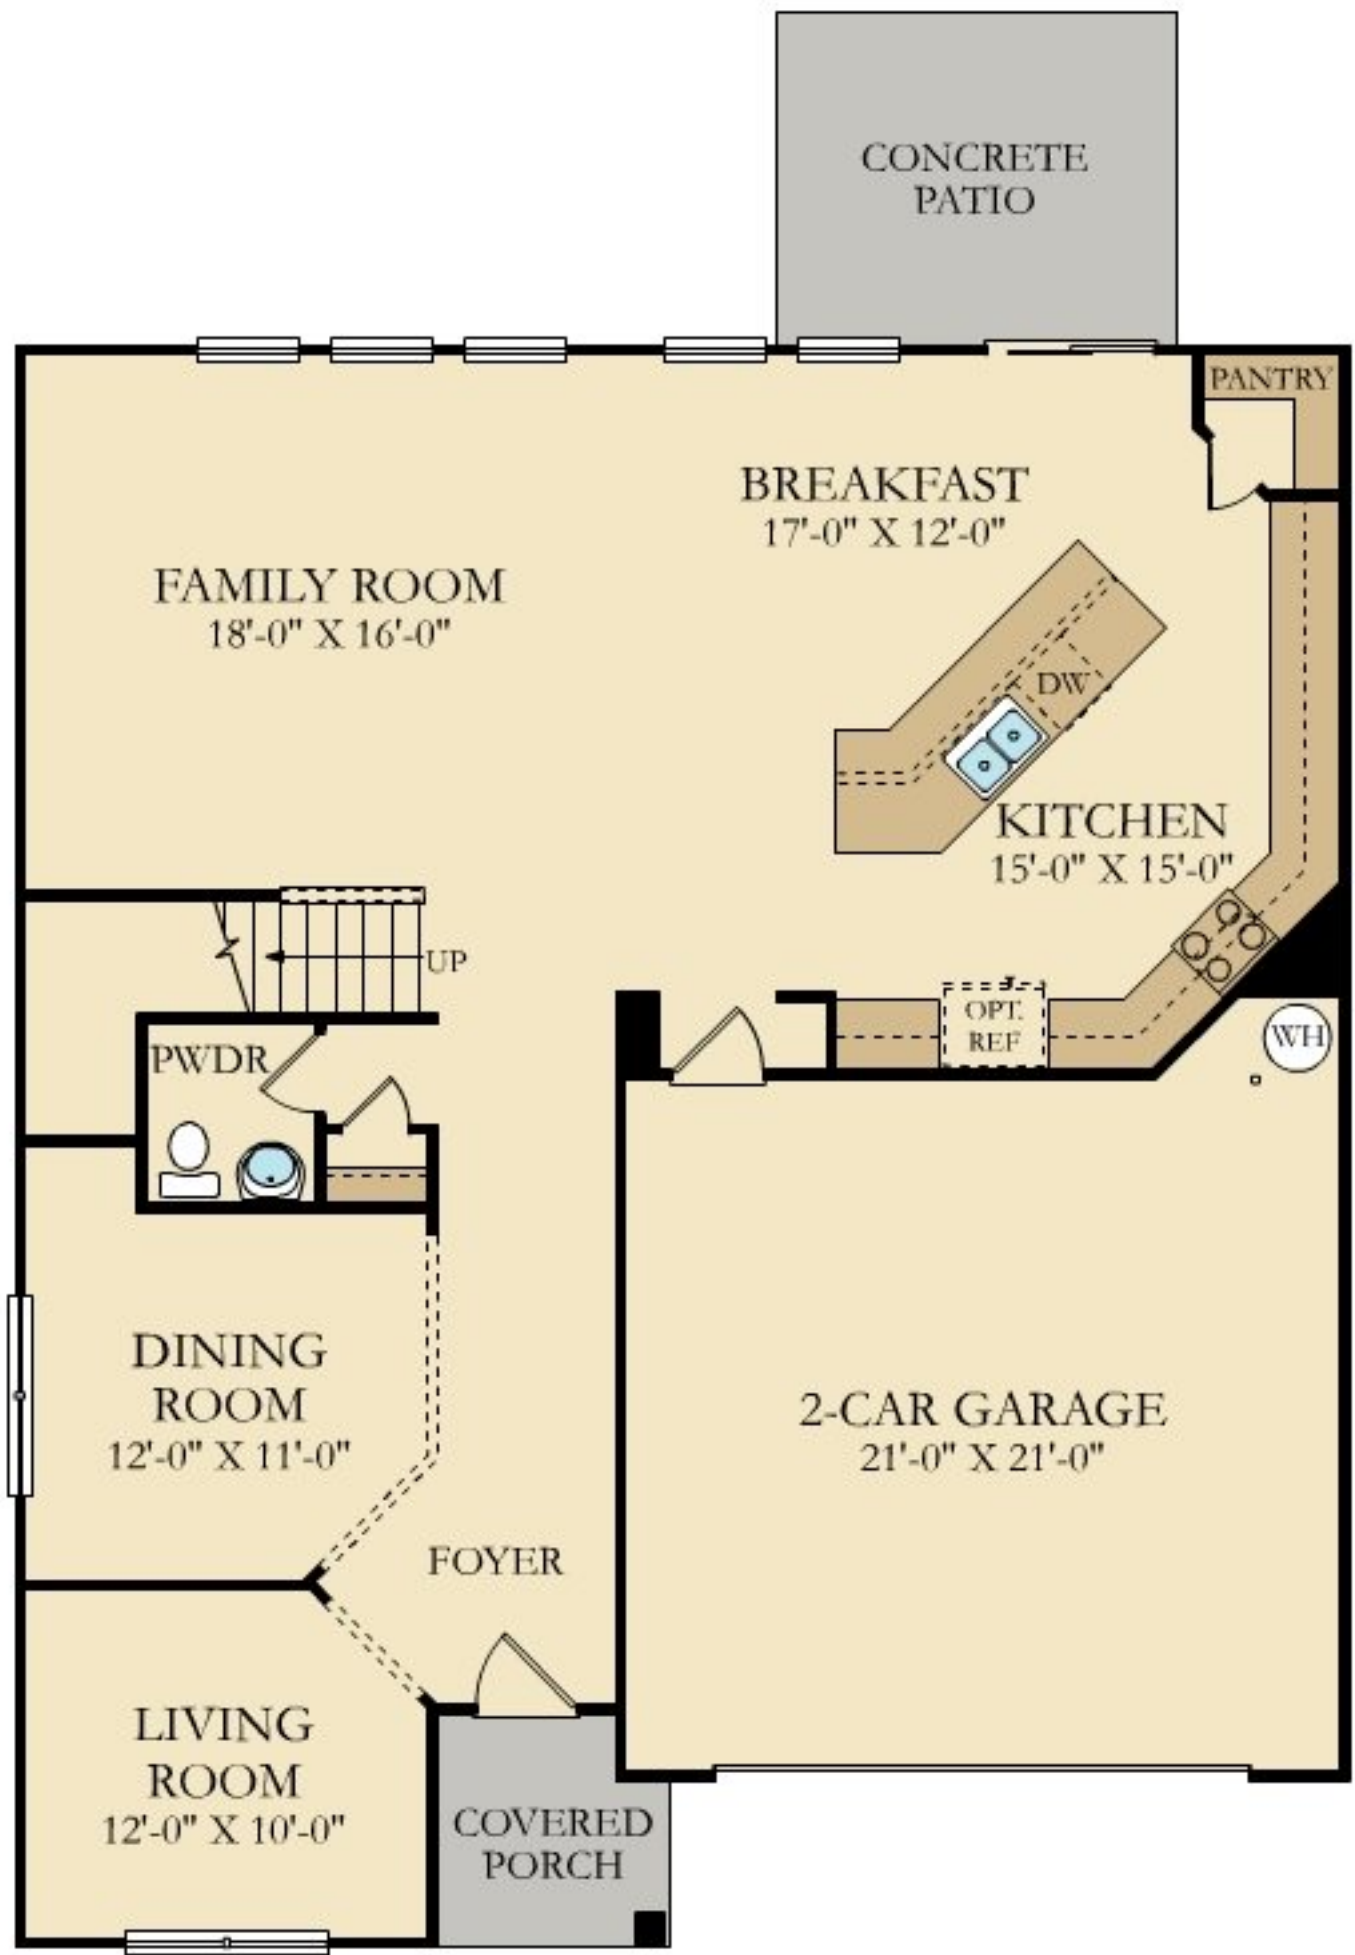 CONCRETE
PATIO
PANTRY
BREAKFAST
17'-0" X 12'-0"
FAMILY ROOM
18'-0" X 16'-0"
DW
KITCHEN
15'-0" X 15'-0"
UP
OPT.
REF
WH
PWDR
DINING
ROOM
12'-0" X 11'-0"
2-CAR GARAGE
21'-0" X 21'-0"
FOYER
LIVING
ROOM
12'-0" X 10'-0"
COVERED
PORCH